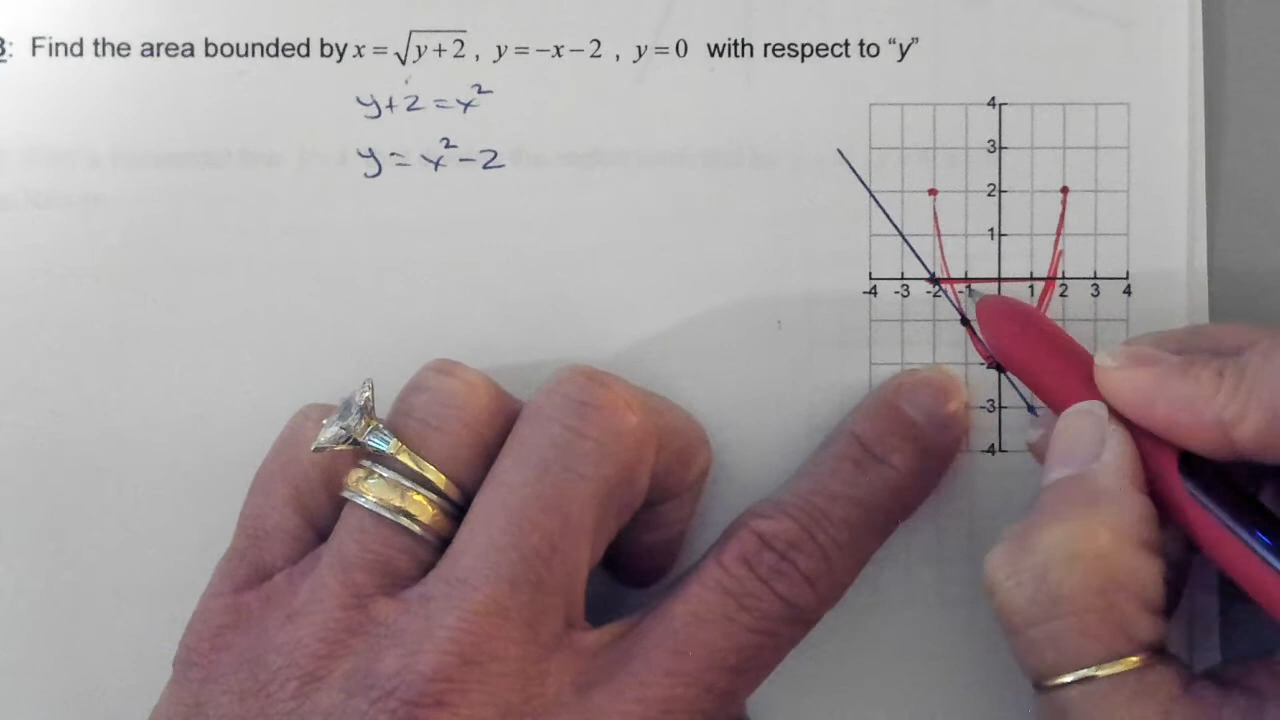 3: Find the area bounded by x = √(y+2) , y = −x − 2 , y = 0 with respect to “y”
y+2 = x²
y = x² − 2
4
3
2
1
-4 -3 -2 -1 1 2 3 4
-2
-3
-4